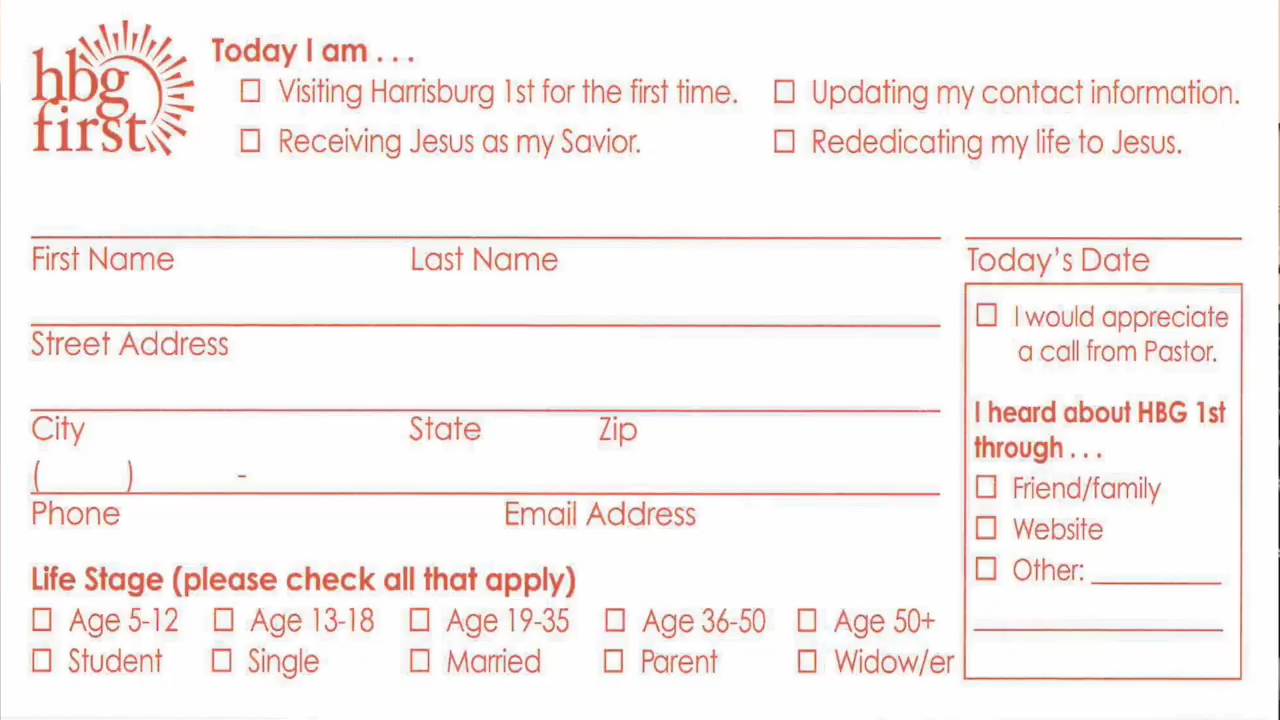 hbg
first
Today I am . . .
☐ Visiting Harrisburg 1st for the first time. ☐ Updating my contact information.
☐ Receiving Jesus as my Savior. ☐ Rededicating my life to Jesus.
First Name Last Name Today's Date
Street Address
City State Zip
( ) -
Phone Email Address
☐ I would appreciate
a call from Pastor.
I heard about HBG 1st
through . . .
☐ Friend/family
☐ Website
☐ Other: ________
Life Stage (please check all that apply)
☐ Age 5-12 ☐ Age 13-18 ☐ Age 19-35 ☐ Age 36-50 ☐ Age 50+
☐ Student ☐ Single ☐ Married ☐ Parent ☐ Widow/er